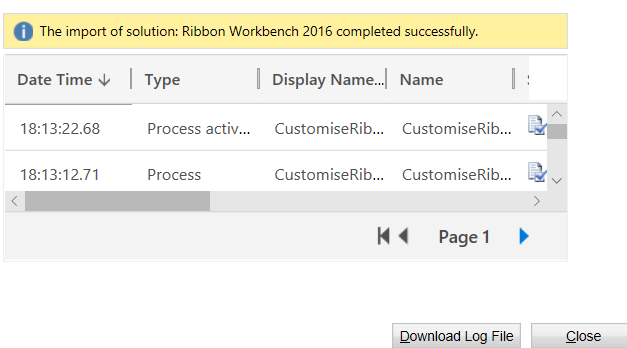 The import of solution: Ribbon Workbench 2016 completed successfully.
Date Time Type Display Name... Name
18:13:22.68 Process activ... CustomiseRib... CustomiseRib...
18:13:12.71 Process CustomiseRib... CustomiseRib...
Page 1
Download Log File Close